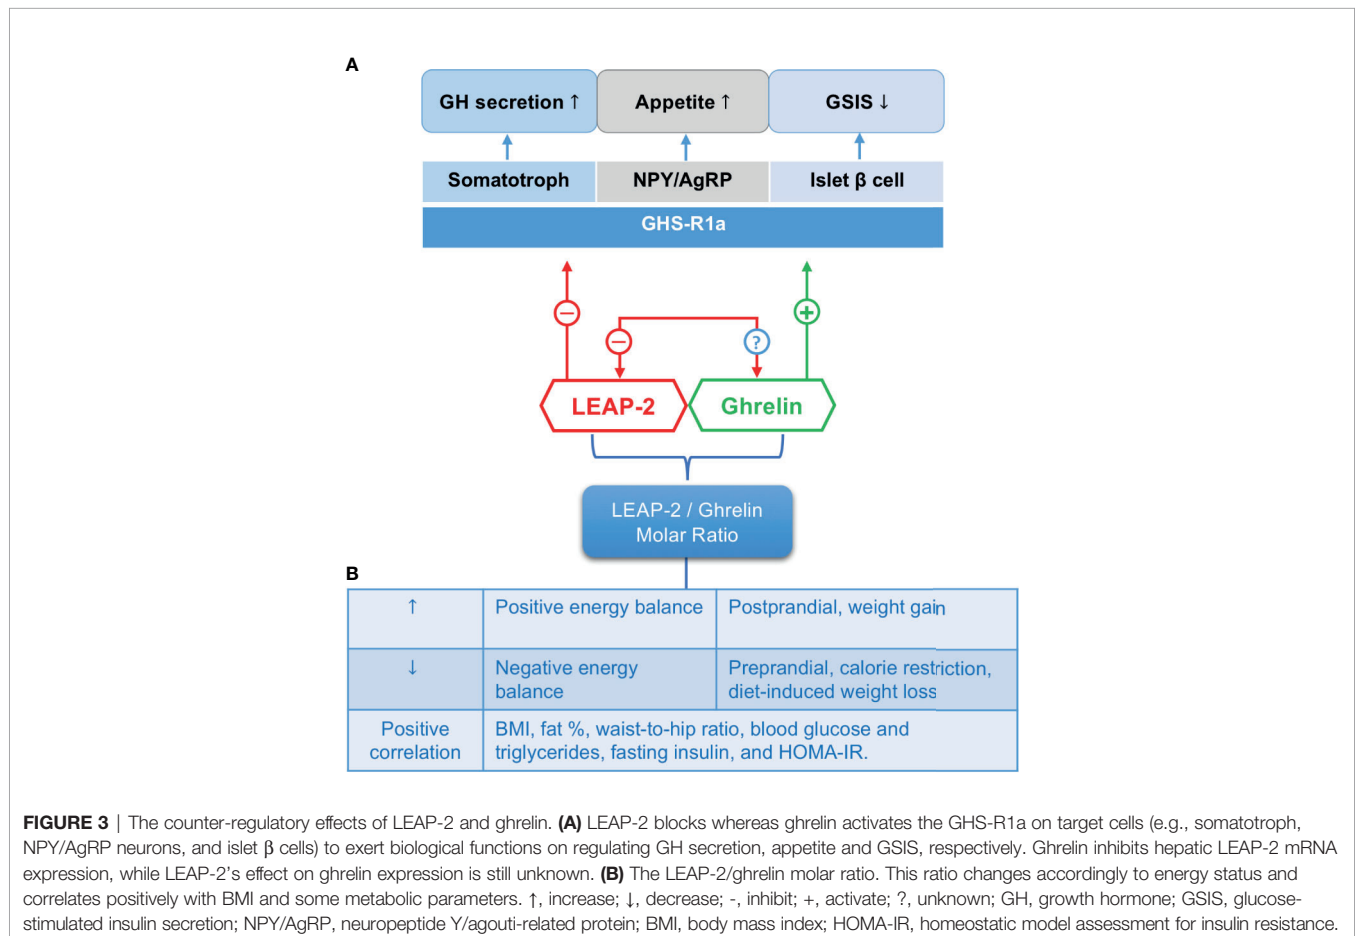 A
GH secretion ↑
Appetite ↑
GSIS ↓
Somatotroph
NPY/AgRP
Islet β cell
GHS-R1a
−
+
−
?
LEAP-2
Ghrelin
LEAP-2 / Ghrelin
Molar Ratio
B
↑
Positive energy balance
Postprandial, weight gain
↓
Negative energy
balance
Preprandial, calorie restriction,
diet-induced weight loss
Positive
correlation
BMI, fat %, waist-to-hip ratio, blood glucose and
triglycerides, fasting insulin, and HOMA-IR.
FIGURE 3 | The counter-regulatory effects of LEAP-2 and ghrelin. (A) LEAP-2 blocks whereas ghrelin activates the GHS-R1a on target cells (e.g., somatotroph,
NPY/AgRP neurons, and islet β cells) to exert biological functions on regulating GH secretion, appetite and GSIS, respectively. Ghrelin inhibits hepatic LEAP-2 mRNA
expression, while LEAP-2’s effect on ghrelin expression is still unknown. (B) The LEAP-2/ghrelin molar ratio. This ratio changes accordingly to energy status and
correlates positively with BMI and some metabolic parameters. ↑, increase; ↓, decrease; -, inhibit; +, activate; ?, unknown; GH, growth hormone; GSIS, glucose-
stimulated insulin secretion; NPY/AgRP, neuropeptide Y/agouti-related protein; BMI, body mass index; HOMA-IR, homeostatic model assessment for insulin resistance.